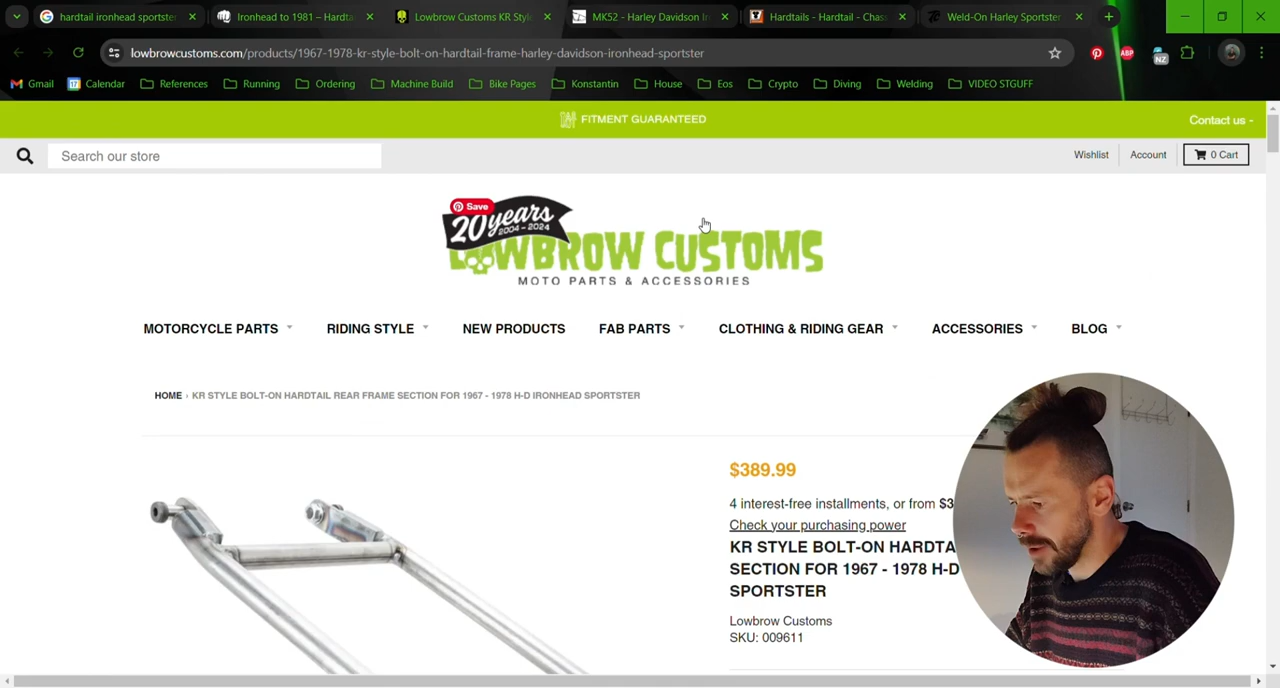 hardtail ironhead sportster
Ironhead to 1981 – Hardta
Lowbrow Customs KR Style
MK52 - Harley Davidson Ir
Hardtails - Hardtail - Chass
Weld-On Harley Sportster
lowbrowcustoms.com/products/1967-1978-kr-style-bolt-on-hardtail-frame-harley-davidson-ironhead-sportster
ABP
NZ
Gmail
Calendar
References
Running
Ordering
Machine Build
Bike Pages
Konstantin
House
Eos
Crypto
Diving
Welding
VIDEO STGUFF
FITMENT GUARANTEED
Contact us -
Search our store
Wishlist
Account
0 Cart
Save
20 years
2004 – 2024
LOWBROW CUSTOMS
MOTO PARTS & ACCESSORIES
MOTORCYCLE PARTS
RIDING STYLE
NEW PRODUCTS
FAB PARTS
CLOTHING & RIDING GEAR
ACCESSORIES
BLOG
HOME › KR STYLE BOLT-ON HARDTAIL REAR FRAME SECTION FOR 1967 - 1978 H-D IRONHEAD SPORTSTER
$389.99
4 interest-free installments, or from $3
Check your purchasing power
KR STYLE BOLT-ON HARDTA
SECTION FOR 1967 - 1978 H-D
SPORTSTER
Lowbrow Customs
SKU: 009611